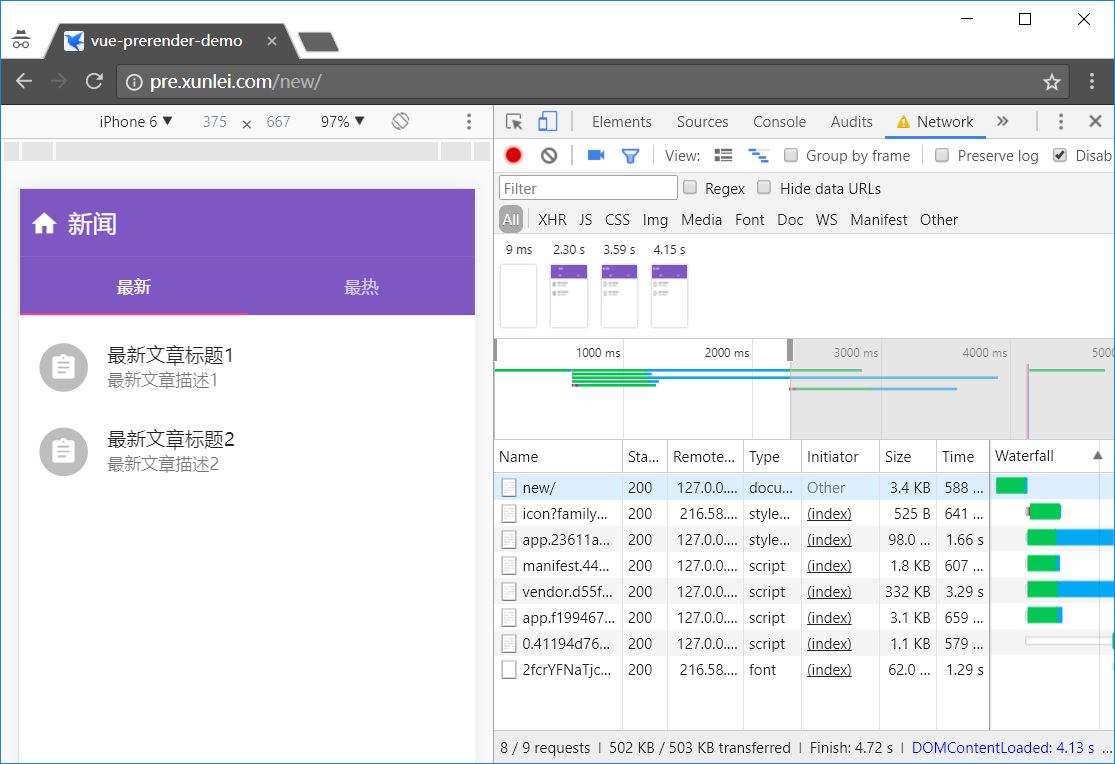 vue-prerender-demo
pre.xunlei.com/new/
iPhone 6 ▼ 375 × 667 97% ▼
新闻
最新 最热
最新文章标题1
最新文章描述1
最新文章标题2
最新文章描述2
Elements Sources Console Audits Network
View: Group by frame Preserve log Disab
Filter Regex Hide data URLs
All XHR JS CSS Img Media Font Doc WS Manifest Other
9 ms 2.30 s 3.59 s 4.15 s
1000 ms 2000 ms 3000 ms 4000 ms 5000
Name Sta... Remote... Type Initiator Size Time Waterfall
new/ 200 127.0.0.... docu... Other 3.4 KB 588 ...
icon?family... 200 216.58.... style... (index) 525 B 641 ...
app.23611a... 200 127.0.0.... style... (index) 98.0 ... 1.66 s
manifest.44... 200 127.0.0.... script (index) 1.8 KB 607 ...
vendor.d55f... 200 127.0.0.... script (index) 332 KB 3.29 s
app.f199467... 200 127.0.0.... script (index) 3.1 KB 659 ...
0.41194d76... 200 127.0.0.... script (index) 1.1 KB 579 ...
2fcrYFNaTjc... 200 216.58.... font (index) 62.0 ... 1.29 s
8 / 9 requests | 502 KB / 503 KB transferred | Finish: 4.72 s | DOMContentLoaded: 4.13 s ...